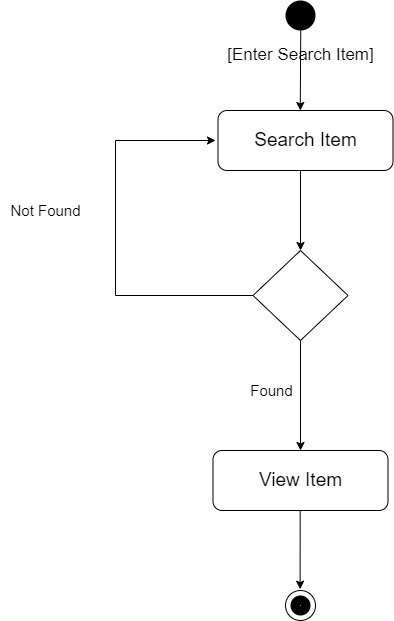 [Enter Search Item]
Search Item
Not Found
Found
View Item